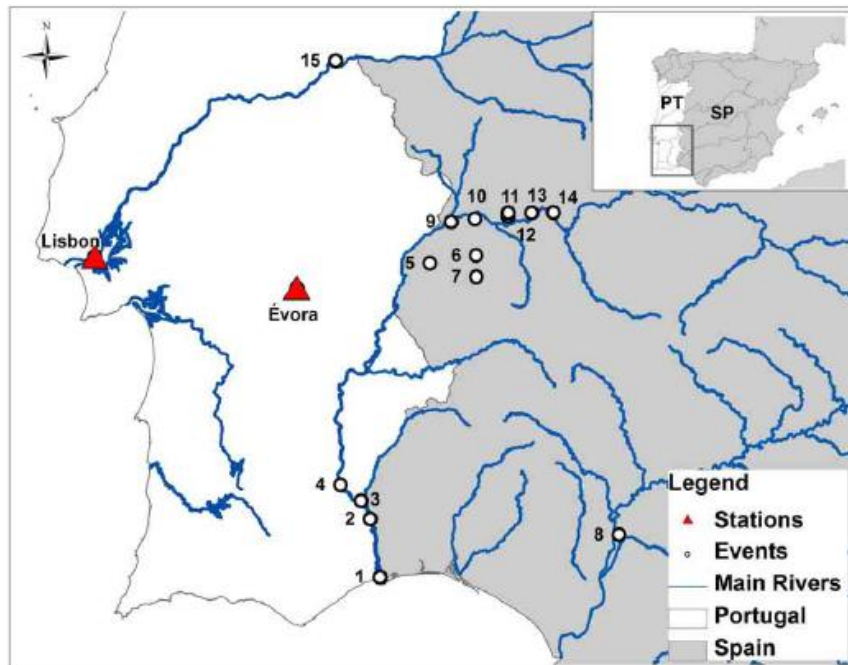 N
15
PT
SP
10
11
13
14
9
12
Lisbon
5
6
7
Évora
4
3
2
8
1
Legend
Stations
Events
Main Rivers
Portugal
Spain